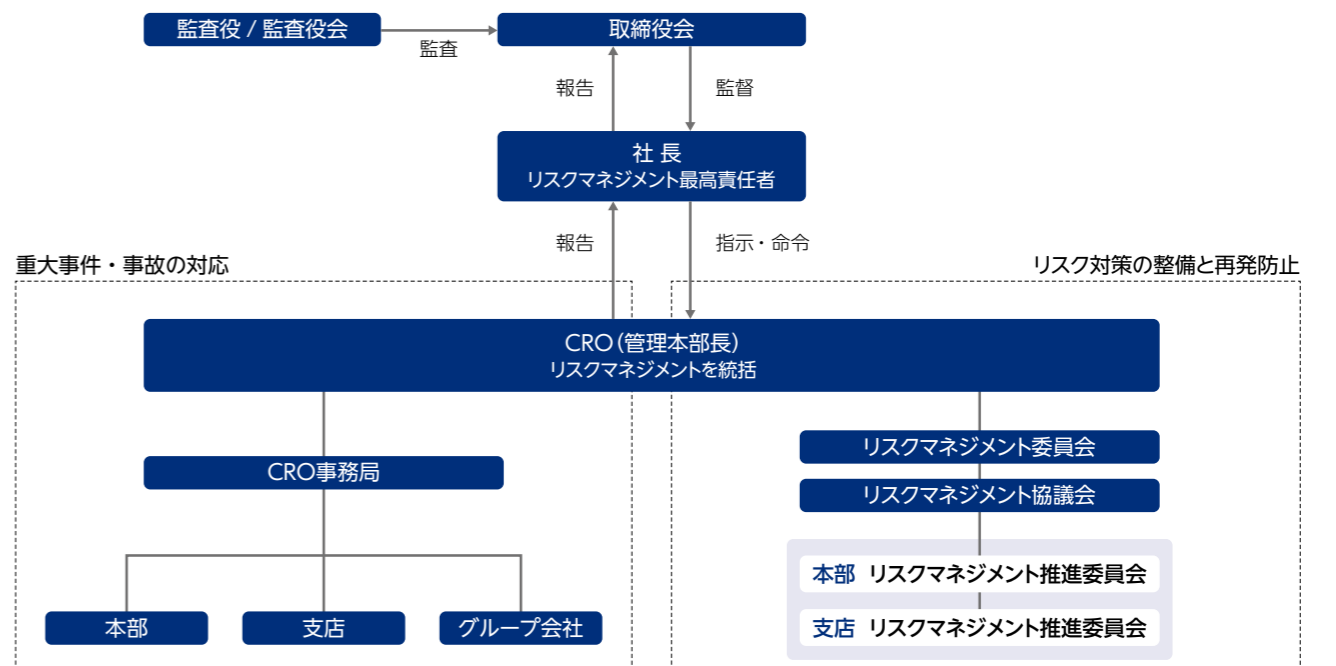 監査役 / 監査役会
取締役会
監査
報告
監督
社 長
リスクマネジメント最高責任者
報告
指示・命令
重大事件・事故の対応
リスク対策の整備と再発防止
CRO（管理本部長）
リスクマネジメントを統括
リスクマネジメント委員会
CRO事務局
リスクマネジメント協議会
本部 リスクマネジメント推進委員会
本部
支店
グループ会社
支店 リスクマネジメント推進委員会